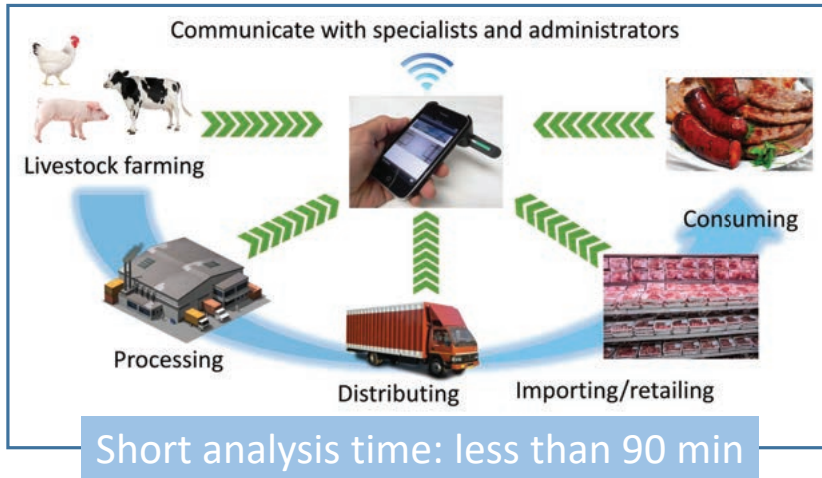 Communicate with specialists and administrators
Livestock farming
Consuming
Processing
Distributing
Importing/retailing
Short analysis time: less than 90 min